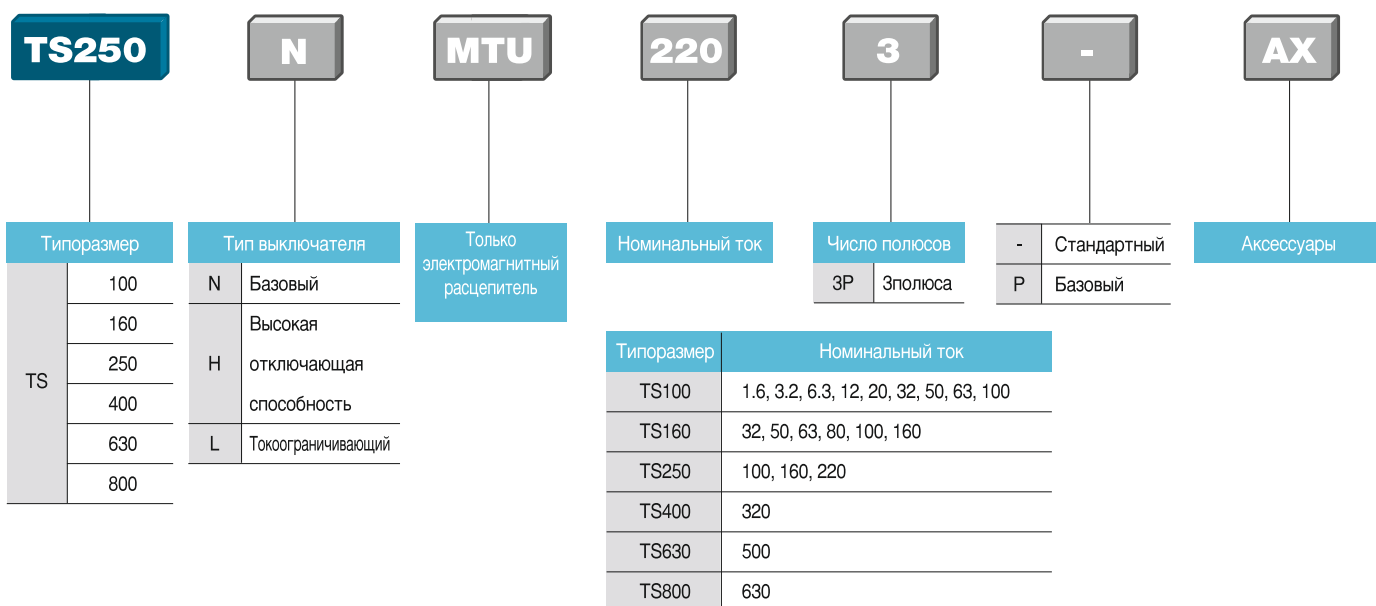 TS250 N MTU 220 3 - AX
Типоразмер
TS
100
160
250
400
630
800
Тип выключателя
N Базовый
H
Высокая
отключающая
способность
L Токоограничивающий
Только
электромагнитный
расцепитель
Номинальный ток
Число полюсов
3P 3полюса
- Стандартный
P Базовый
Аксессуары
Типоразмер Номинальный ток
TS100 1.6, 3.2, 6.3, 12, 20, 32, 50, 63, 100
TS160 32, 50, 63, 80, 100, 160
TS250 100, 160, 220
TS400 320
TS630 500
TS800 630